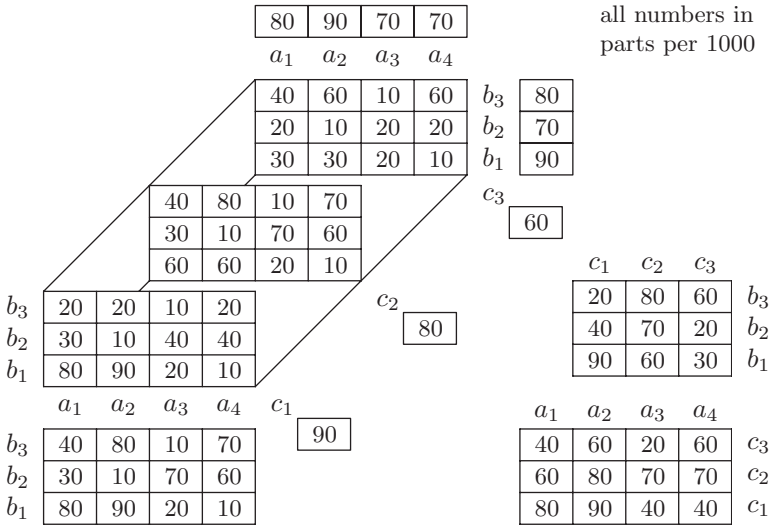 80 90 70 70
all numbers in
parts per 1000
a1 a2 a3 a4
40 60 10 60 b3 80
20 10 20 20 b2 70
30 30 20 10 b1 90
c3
60
40 80 10 70
30 10 70 60
60 60 20 10
c2
80
b3 20 20 10 20
b2 30 10 40 40
b1 80 90 20 10
a1 a2 a3 a4 c1
90
c1 c2 c3
20 80 60 b3
40 70 20 b2
90 60 30 b1
b3 40 80 10 70
b2 30 10 70 60
b1 80 90 20 10
a1 a2 a3 a4
40 60 20 60 c3
60 80 70 70 c2
80 90 40 40 c1